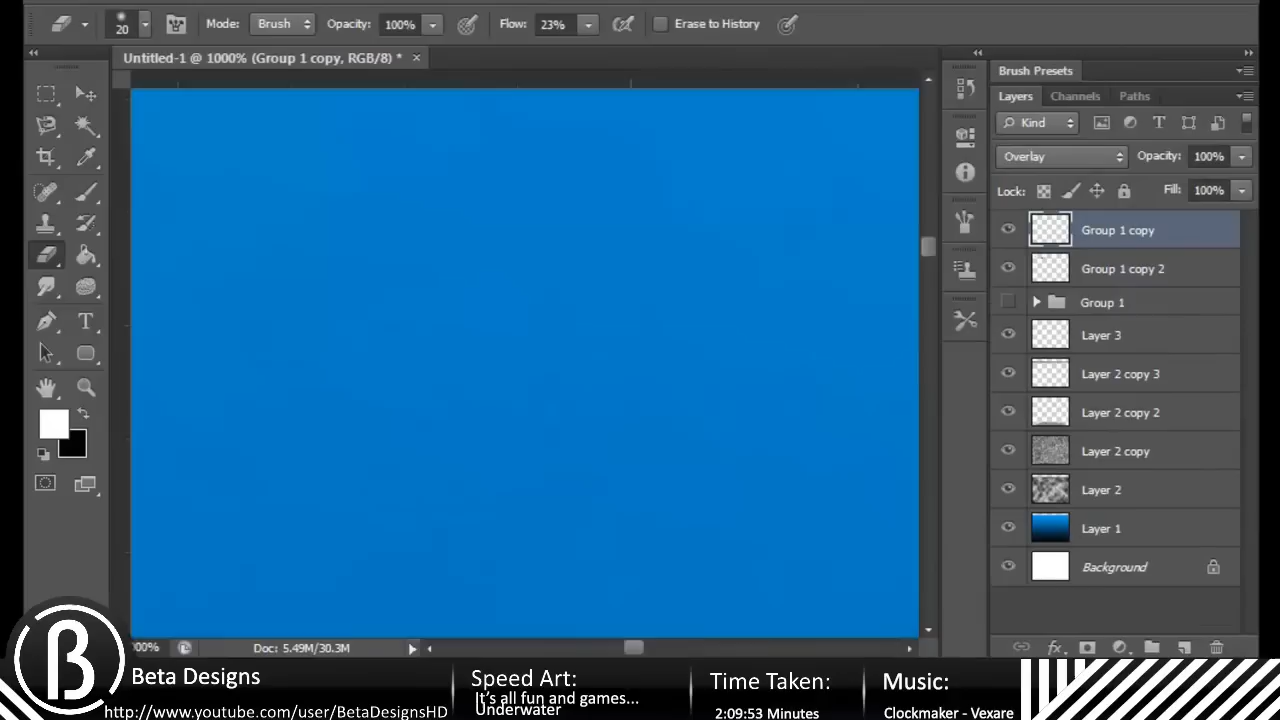 20 Mode: Brush Opacity: 100% Flow: 23% Erase to History
Untitled-1 @ 1000% (Group 1 copy, RGB/8) * ×
Brush Presets
Layers Channels Paths
Kind
Overlay Opacity: 100%
Lock: Fill: 100%
Group 1 copy
Group 1 copy 2
Group 1
Layer 3
Layer 2 copy 3
Layer 2 copy 2
Layer 2 copy
Layer 2
Layer 1
Background
000% Doc: 5.49M/30.3M
fx
β
Beta Designs
http://www.youtube.com/user/BetaDesignsHD
Speed Art:
It's all fun and games...
Underwater
Time Taken:
2:09:53 Minutes
Music:
Clockmaker - Vexare